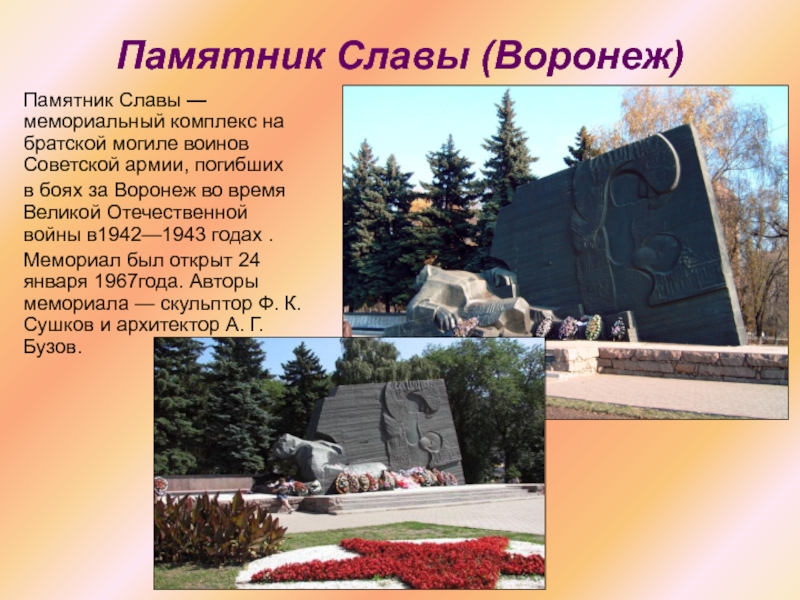 Памятник Славы (Воронеж)
Памятник Славы —
мемориальный комплекс на
братской могиле воинов
Советской армии, погибших
в боях за Воронеж во время
Великой Отечественной
войны в1942—1943 годах .
Мемориал был открыт 24
января 1967года. Авторы
мемориала — скульптор Ф. К.
Сушков и архитектор А. Г.
Бузов.